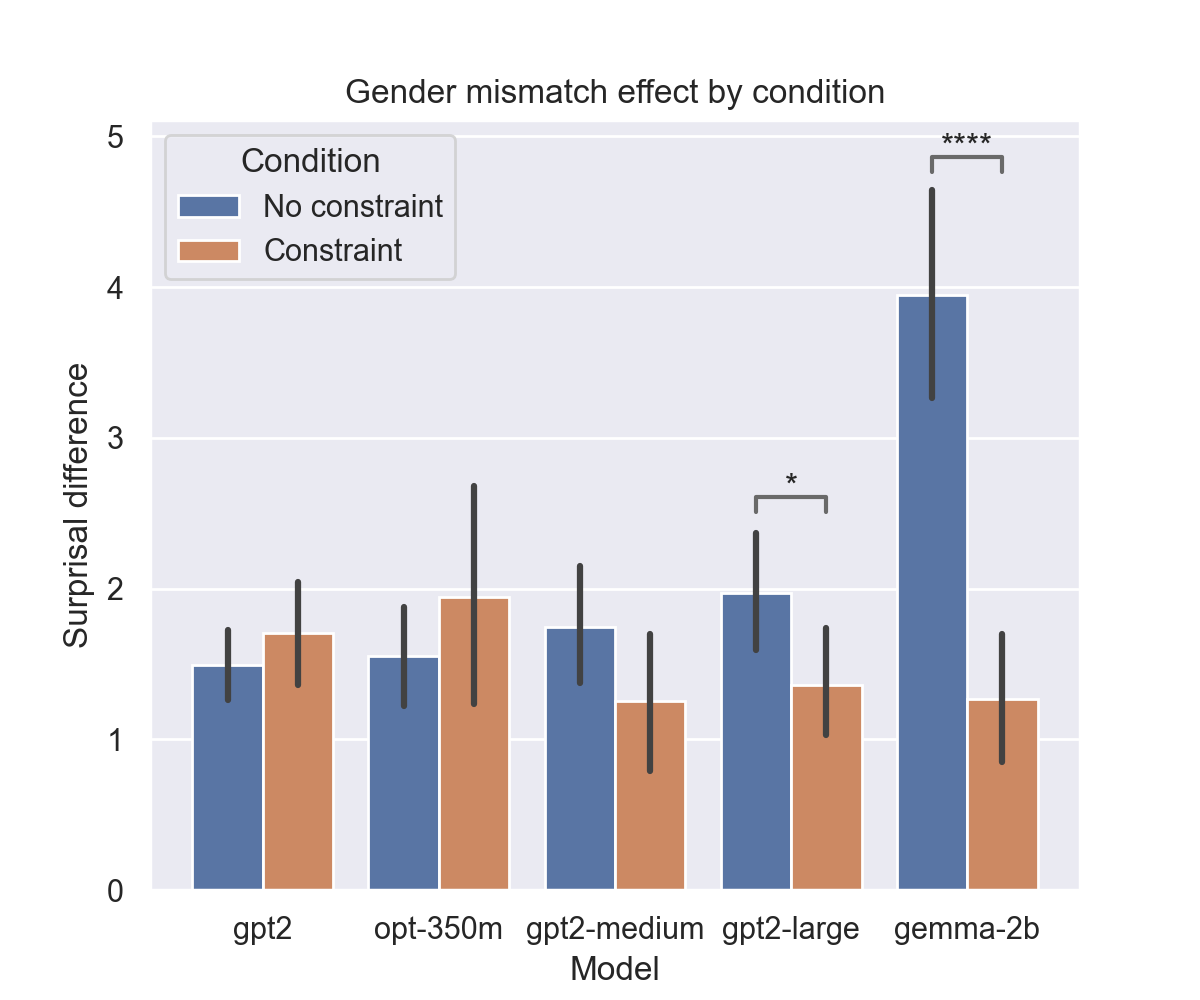 Gender mismatch effect by condition
5
4
3
2
1
0
Surprisal difference
Condition
No constraint
Constraint
****
*
gpt2 opt-350m gpt2-medium gpt2-large gemma-2b
Model